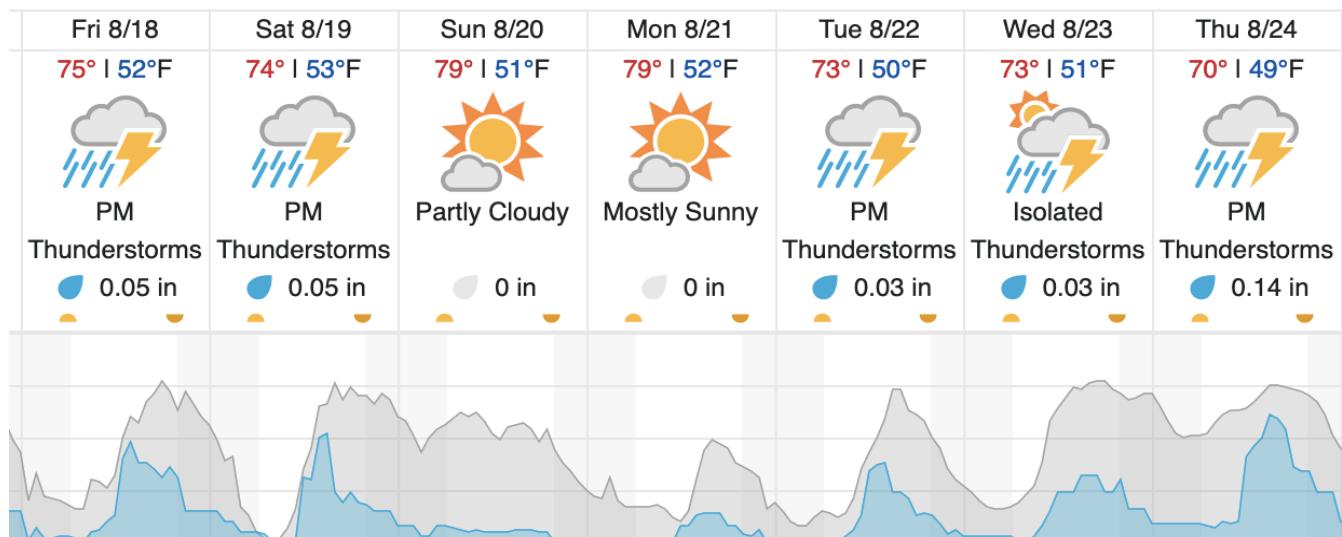 Fri 8/18 Sat 8/19 Sun 8/20 Mon 8/21 Tue 8/22 Wed 8/23 Thu 8/24
75° | 52°F 74° | 53°F 79° | 51°F 79° | 52°F 73° | 50°F 73° | 51°F 70° | 49°F
PM PM Partly Cloudy Mostly Sunny PM Isolated PM
Thunderstorms Thunderstorms Thunderstorms Thunderstorms Thunderstorms
0.05 in 0.05 in 0 in 0 in 0.03 in 0.03 in 0.14 in